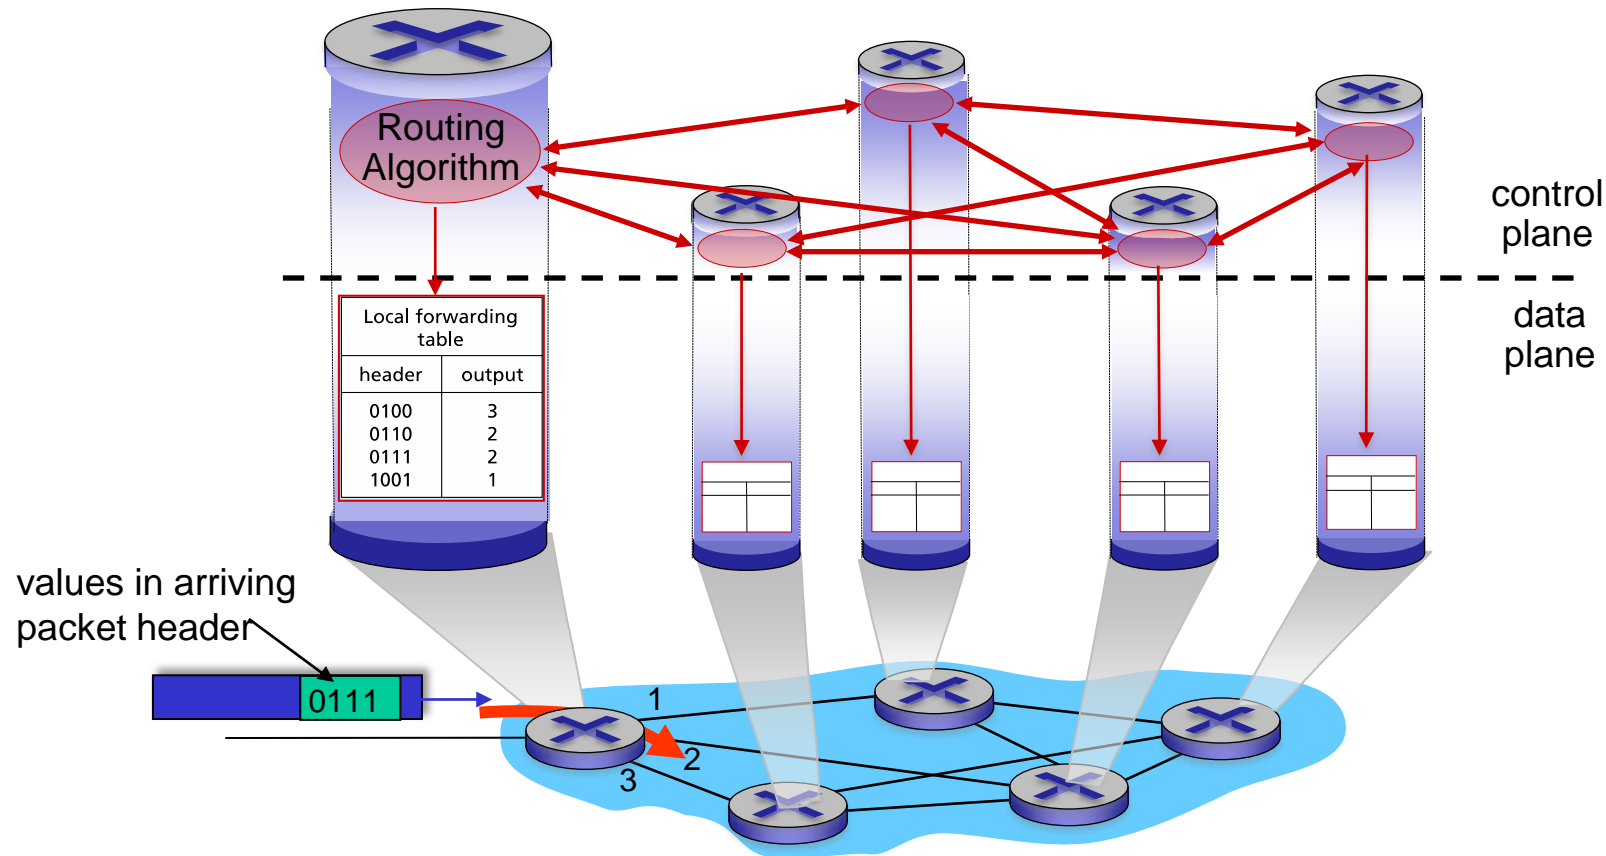 Routing
Algorithm
control
plane
data
plane
Local forwarding
table
header output
0100 3
0110 2
0111 2
1001 1
values in arriving
packet header
0111
1
2
3